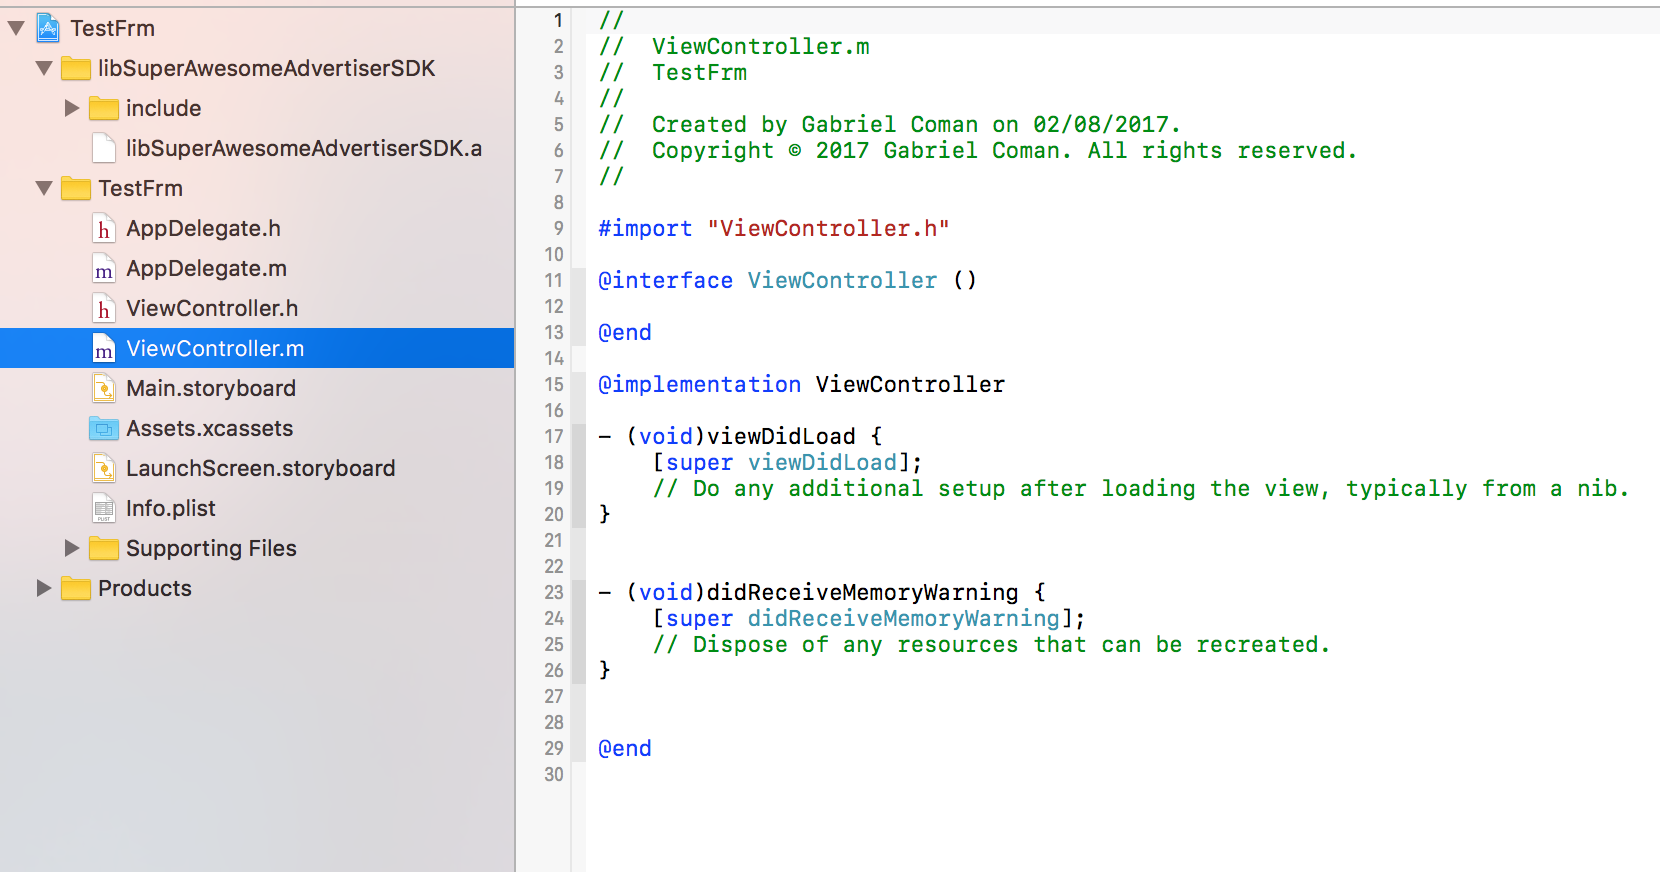 TestFrm
libSuperAwesomeAdvertiserSDK
include
libSuperAwesomeAdvertiserSDK.a
TestFrm
h AppDelegate.h
m AppDelegate.m
h ViewController.h
m ViewController.m
Main.storyboard
Assets.xcassets
LaunchScreen.storyboard
PLIST Info.plist
Supporting Files
Products
1 //
2 //  ViewController.m
3 //  TestFrm
4 //
5 //  Created by Gabriel Coman on 02/08/2017.
6 //  Copyright © 2017 Gabriel Coman. All rights reserved.
7 //
8
9 #import "ViewController.h"
10
11 @interface ViewController ()
12
13 @end
14
15 @implementation ViewController
16
17 - (void)viewDidLoad {
18     [super viewDidLoad];
19     // Do any additional setup after loading the view, typically from a nib.
20 }
21
22
23 - (void)didReceiveMemoryWarning {
24     [super didReceiveMemoryWarning];
25     // Dispose of any resources that can be recreated.
26 }
27
28
29 @end
30